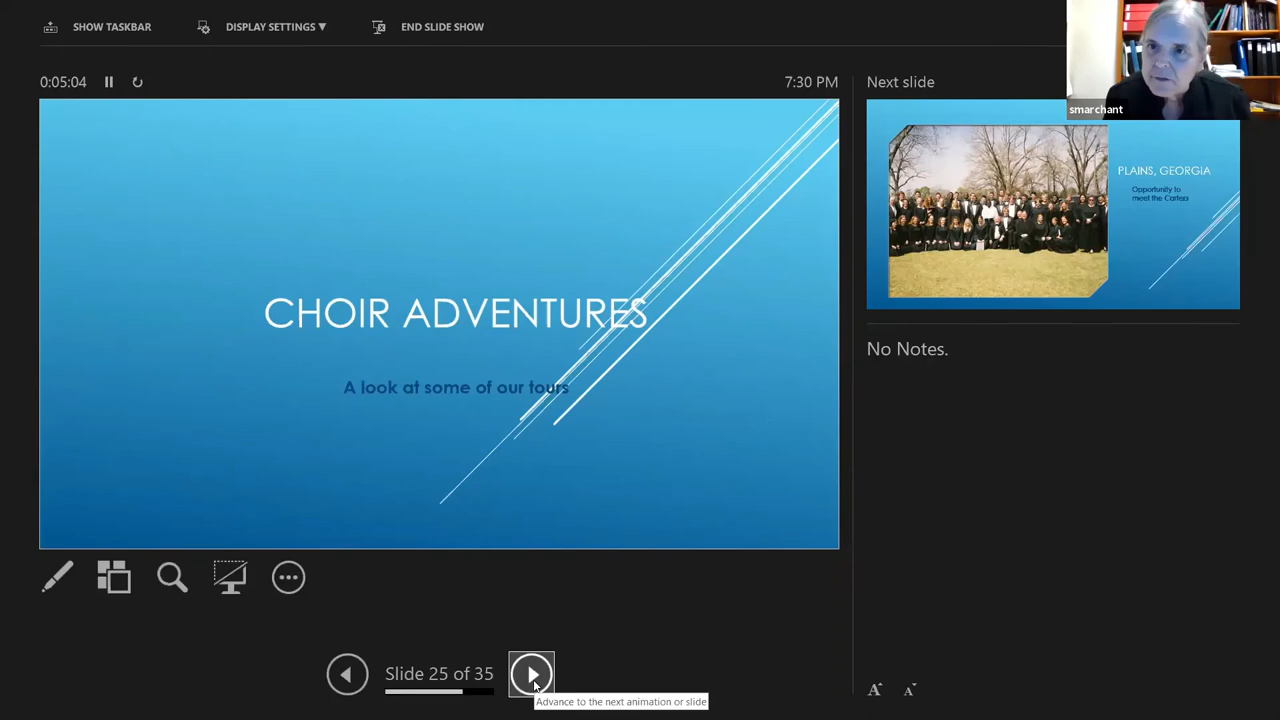 SHOW TASKBAR
DISPLAY SETTINGS ▼
END SLIDE SHOW
0:05:04
7:30 PM
Next slide
smarchant
CHOIR ADVENTURES
A look at some of our tours
PLAINS, GEORGIA
Opportunity to
meet the Carters
No Notes.
Slide 25 of 35
Advance to the next animation or slide
A
A